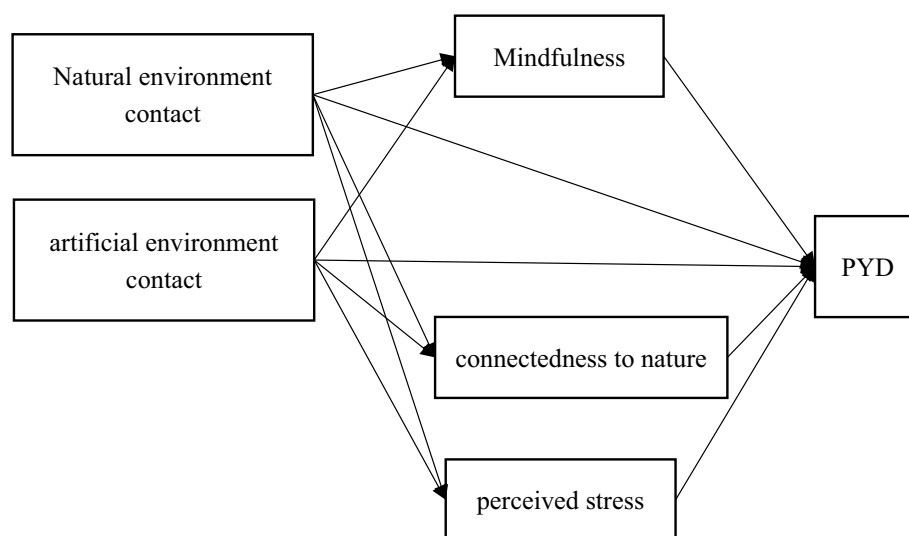 Mindfulness
Natural environment
contact
artificial environment
contact
PYD
connectedness to nature
perceived stress